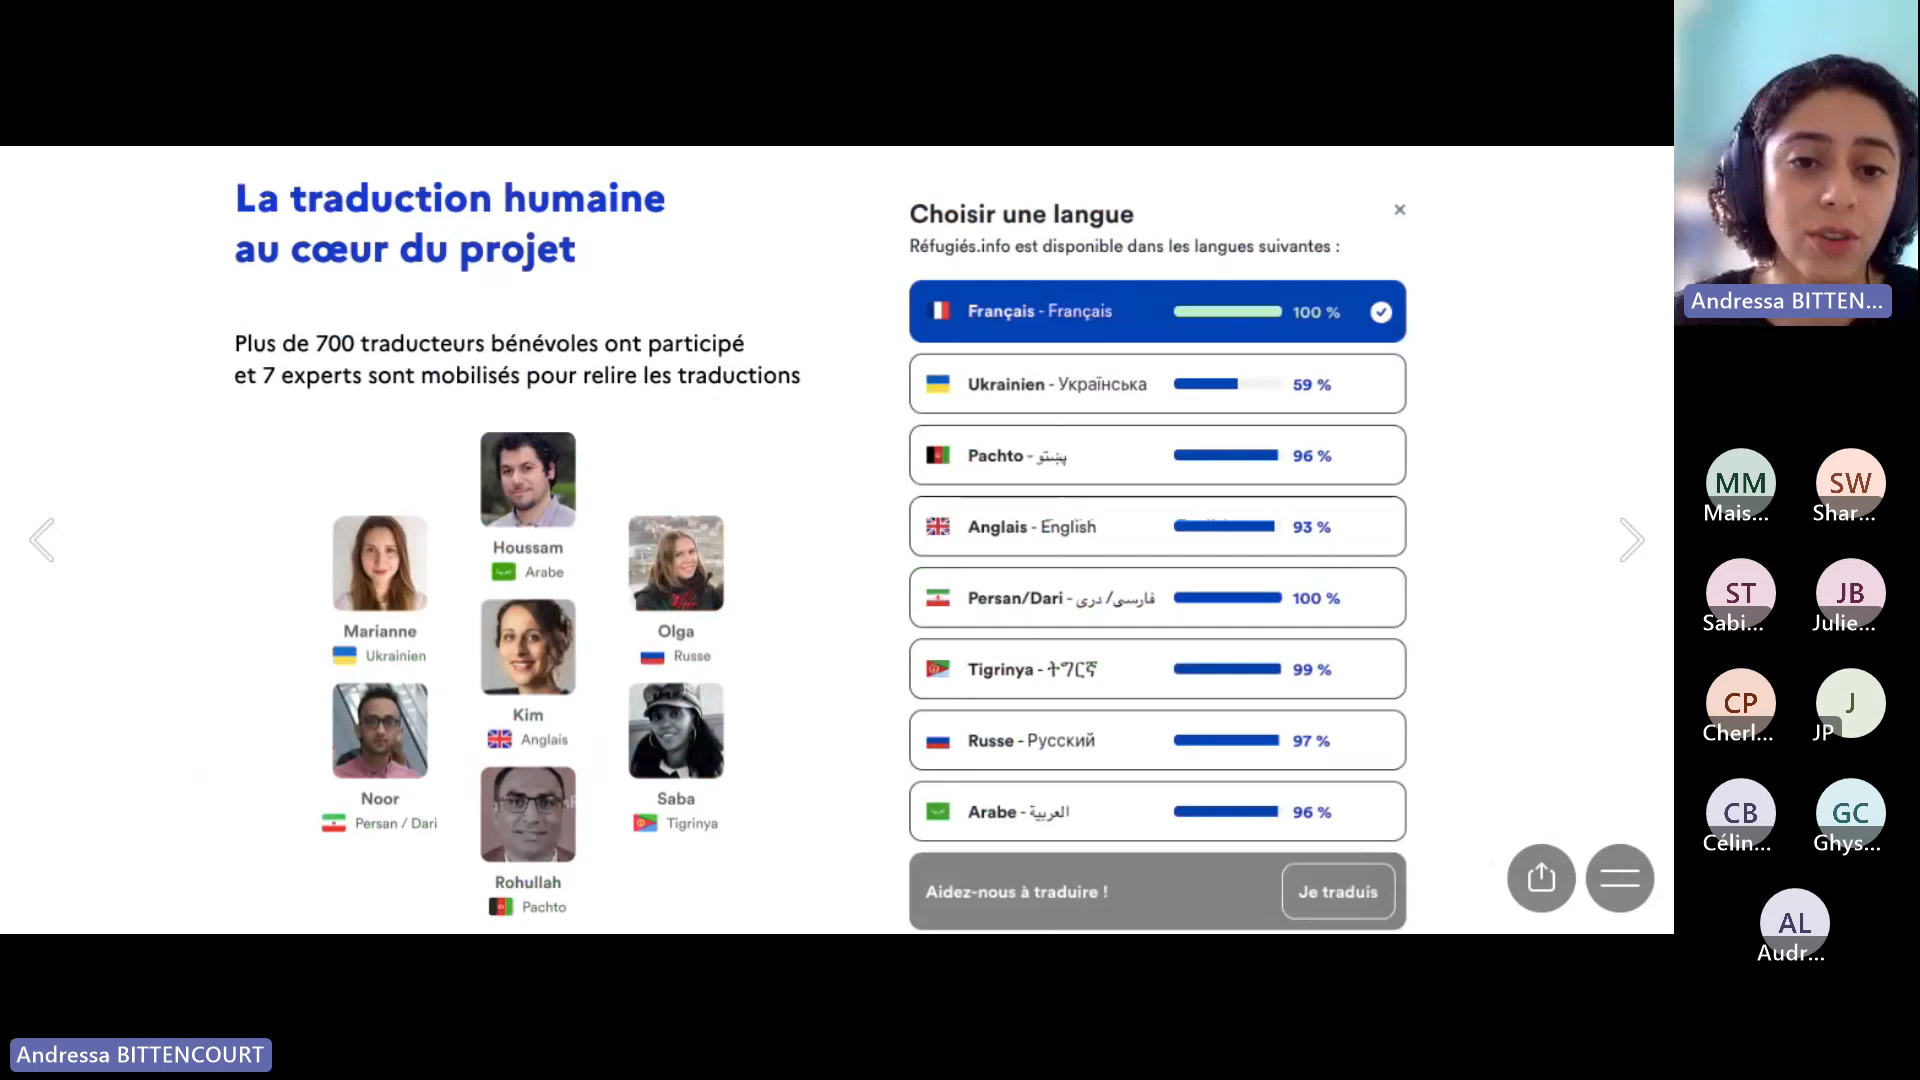 La traduction humaine
au cœur du projet
Plus de 700 traducteurs bénévoles ont participé
et 7 experts sont mobilisés pour relire les traductions
Houssam
Arabe
Marianne
Ukrainien
Olga
Russe
Kim
Anglais
Noor
Persan / Dari
Saba
Tigrinya
Rohullah
Pachto
Choisir une langue
×
Réfugiés.info est disponible dans les langues suivantes :
Français - Français 100 %
Ukrainien - Українська 59 %
Pachto - پښتو 96 %
Anglais - English 93 %
Persan/Dari - فارسی/ دری 100 %
Tigrinya - ትግርኛ 99 %
Russe - Русский 97 %
Arabe - العربية 96 %
Aidez-nous à traduire !
Je traduis
Andressa BITTEN...
MM
Mais...
SW
Shar...
ST
Sabi...
JB
Julie...
CP
Cherl...
J
JP
CB
Célin...
GC
Ghys...
AL
Audr...
Andressa BITTENCOURT